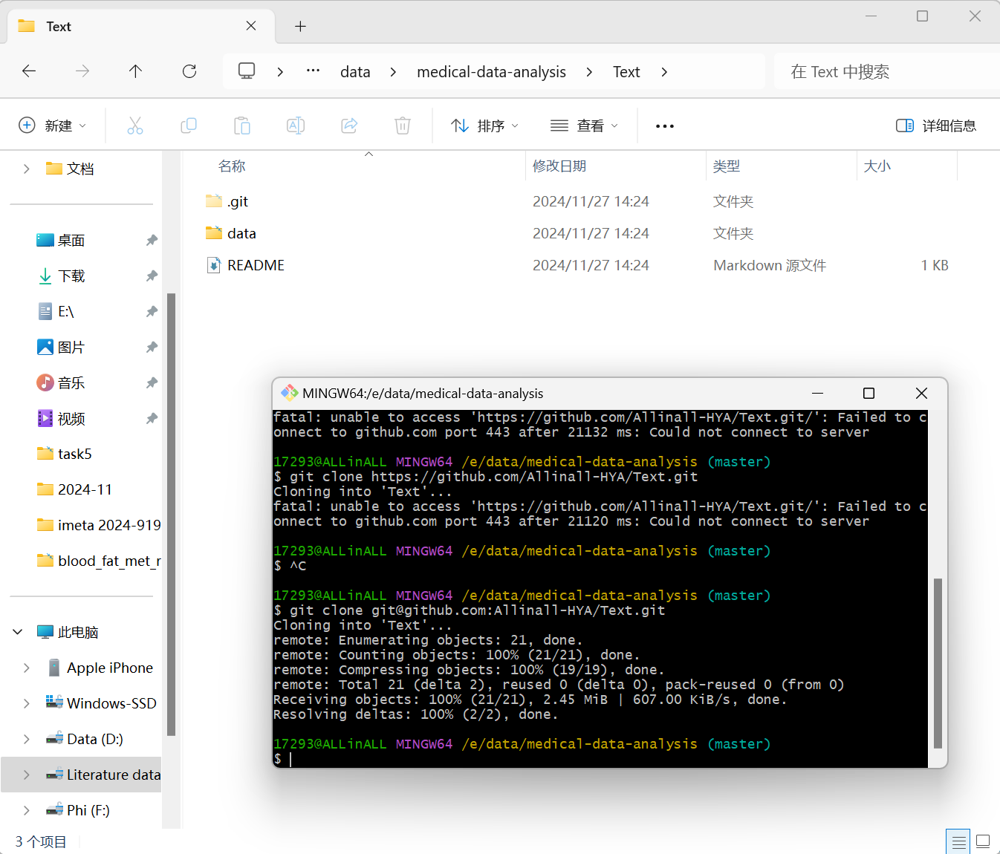 Text
data
medical-data-analysis
Text
在 Text 中搜索
新建
排序
查看
详细信息
文档
桌面
下载
E:\
图片
音乐
视频
task5
2024-11
imeta 2024-919
blood_fat_met_r
此电脑
Apple iPhone
Windows-SSD
Data (D:)
Literature data
Phi (F:)
名称 修改日期 类型 大小
.git 2024/11/27 14:24 文件夹
data 2024/11/27 14:24 文件夹
README 2024/11/27 14:24 Markdown 源文件 1 KB
MINGW64:/e/data/medical-data-analysis
fatal: unable to access 'https://github.com/Allinall-HYA/Text.git/': Failed to c
onnect to github.com port 443 after 21132 ms: Could not connect to server
17293@ALLinALL MINGW64 /e/data/medical-data-analysis (master)
$ git clone https://github.com/Allinall-HYA/Text.git
Cloning into 'Text'...
fatal: unable to access 'https://github.com/Allinall-HYA/Text.git/': Failed to c
onnect to github.com port 443 after 21120 ms: Could not connect to server
17293@ALLinALL MINGW64 /e/data/medical-data-analysis (master)
$ ^C
17293@ALLinALL MINGW64 /e/data/medical-data-analysis (master)
$ git clone git@github.com:Allinall-HYA/Text.git
Cloning into 'Text'...
remote: Enumerating objects: 21, done.
remote: Counting objects: 100% (21/21), done.
remote: Compressing objects: 100% (19/19), done.
remote: Total 21 (delta 2), reused 0 (delta 0), pack-reused 0 (from 0)
Receiving objects: 100% (21/21), 2.45 MiB | 607.00 KiB/s, done.
Resolving deltas: 100% (2/2), done.
17293@ALLinALL MINGW64 /e/data/medical-data-analysis (master)
$
3 个项目